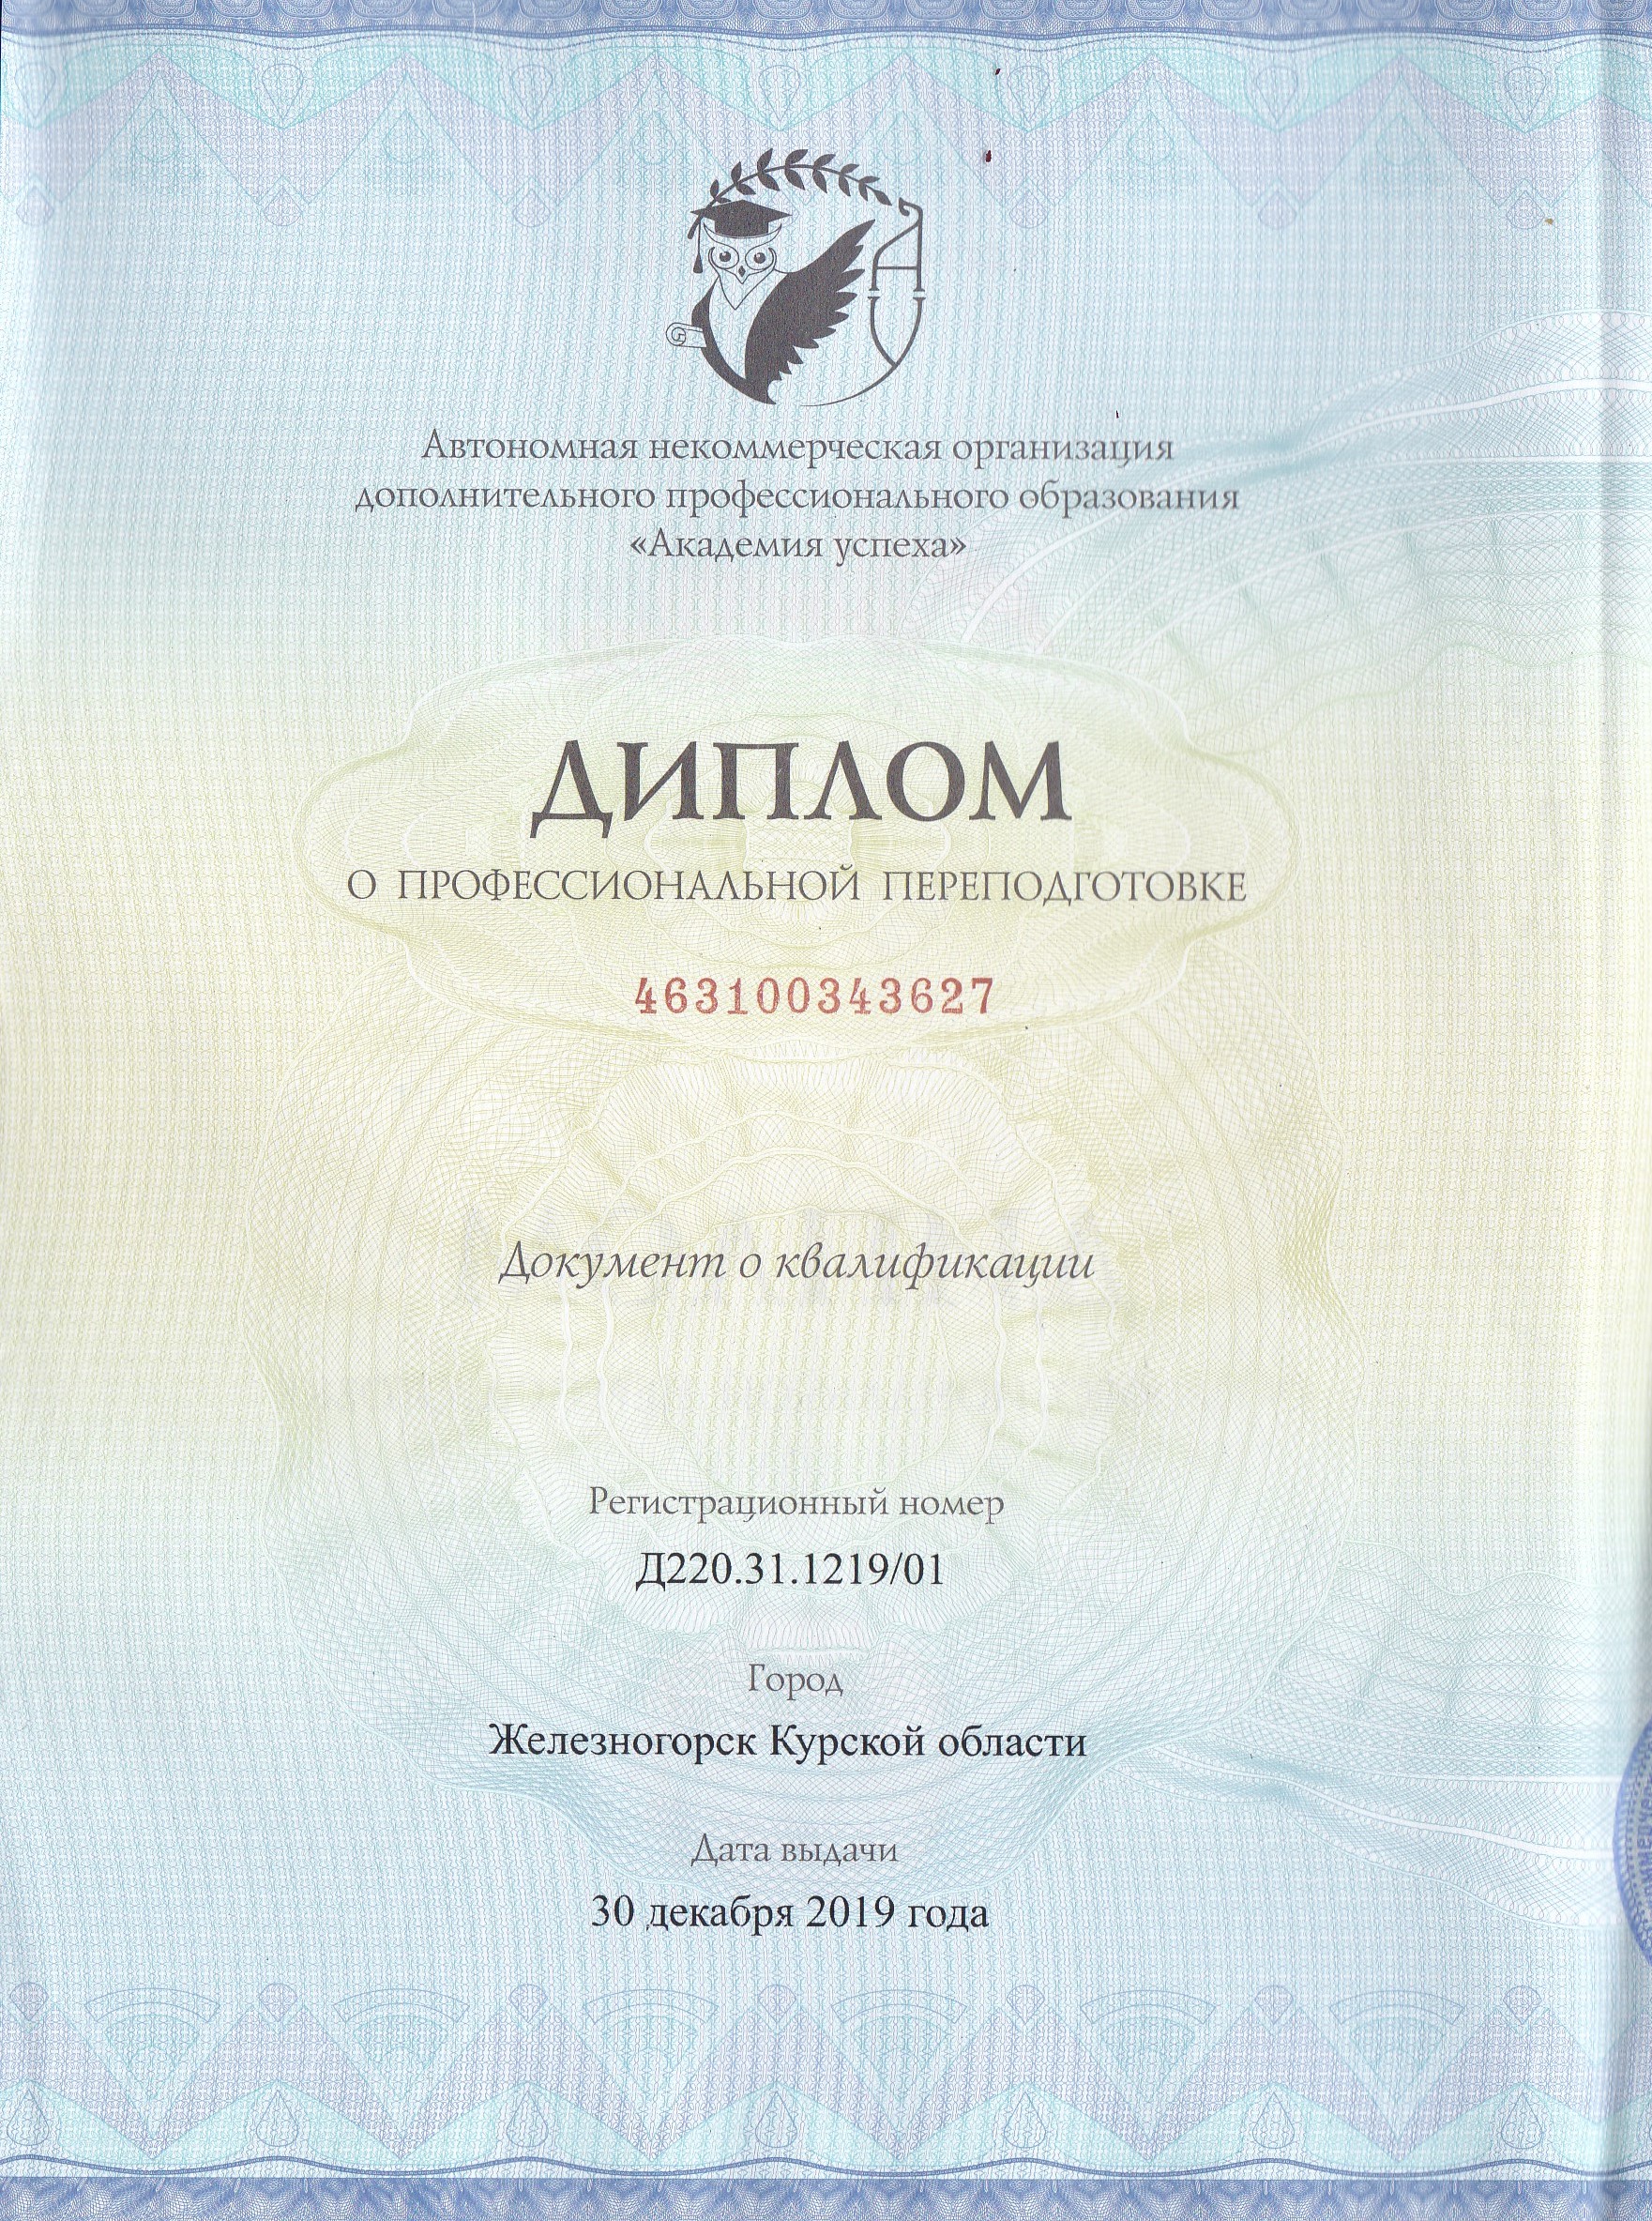 Автономная некоммерческая организация
дополнительного профессионального образования
«Академия успеха»
ДИПЛОМ
О ПРОФЕССИОНАЛЬНОЙ ПЕРЕПОДГОТОВКЕ
463100343627
Документ о квалификации
Регистрационный номер
Д220.31.1219/01
Город
Железногорск Курской области
Дата выдачи
30 декабря 2019 года